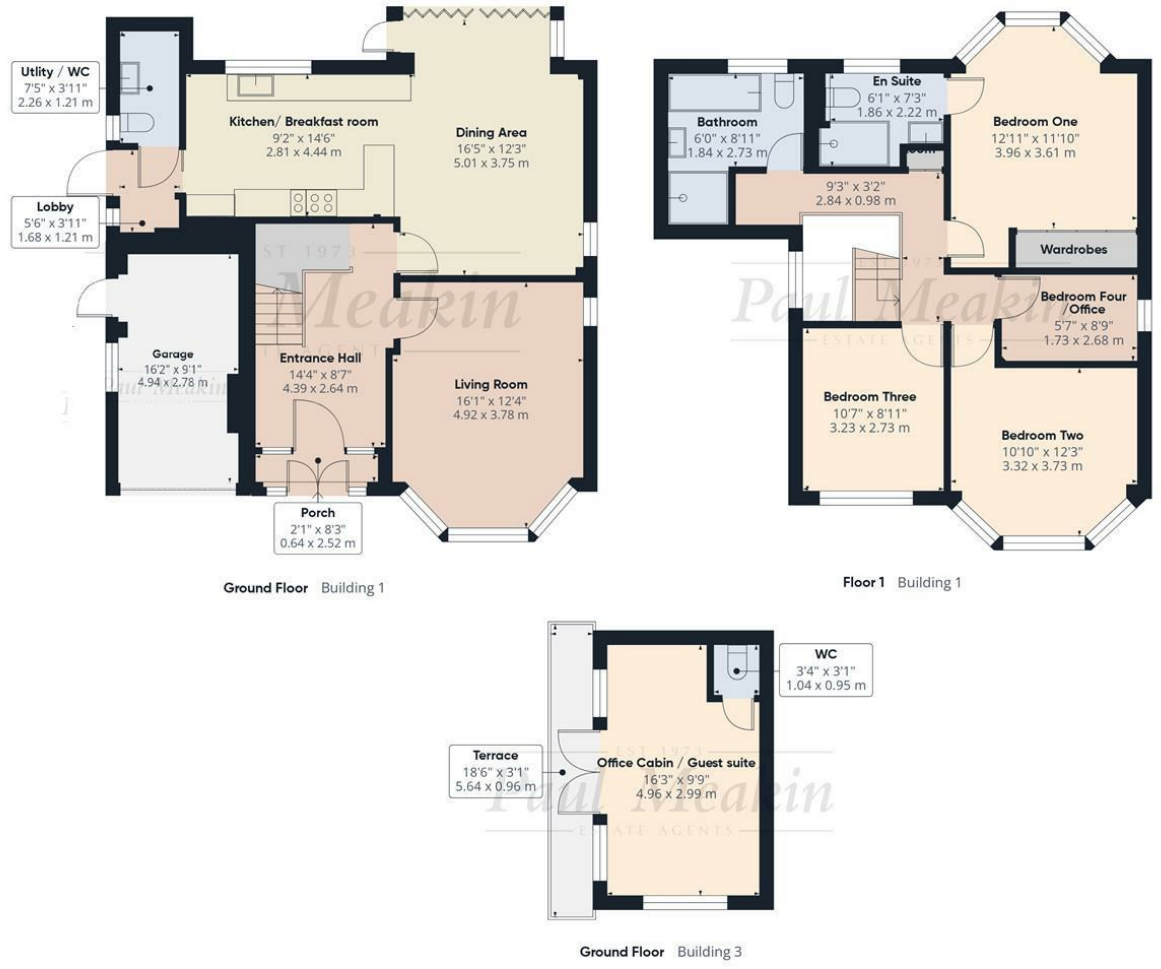 Utlity / WC
7'5" x 3'11"
2.26 x 1.21 m
Kitchen/ Breakfast room
9'2" x 14'6"
2.81 x 4.44 m
Dining Area
16'5" x 12'3"
5.01 x 3.75 m
Lobby
5'6" x 3'11"
1.68 x 1.21 m
Garage
16'2" x 9'1"
4.94 x 2.78 m
Entrance Hall
14'4" x 8'7"
4.39 x 2.64 m
Living Room
16'1" x 12'4"
4.92 x 3.78 m
Porch
2'1" x 8'3"
0.64 x 2.52 m
EST 1973
Meakin
Paul Meakin
Ground Floor Building 1
Bathroom
6'0" x 8'11"
1.84 x 2.73 m
En Suite
6'1" x 7'3"
1.86 x 2.22 m
Bedroom One
12'11" x 11'10"
3.96 x 3.61 m
9'3" x 3'2"
2.84 x 0.98 m
Wardrobes
Bedroom Four
/Office
5'7" x 8'9"
1.73 x 2.68 m
Bedroom Three
10'7" x 8'11"
3.23 x 2.73 m
Bedroom Two
10'10" x 12'3"
3.32 x 3.73 m
Paul Meakin
ESTATE AGENTS
Floor 1 Building 1
WC
3'4" x 3'1"
1.04 x 0.95 m
Terrace
18'6" x 3'1"
5.64 x 0.96 m
EST 1973
Office Cabin / Guest suite
16'3" x 9'9"
4.96 x 2.99 m
Paul Meakin
ESTATE AGENTS
Ground Floor Building 3